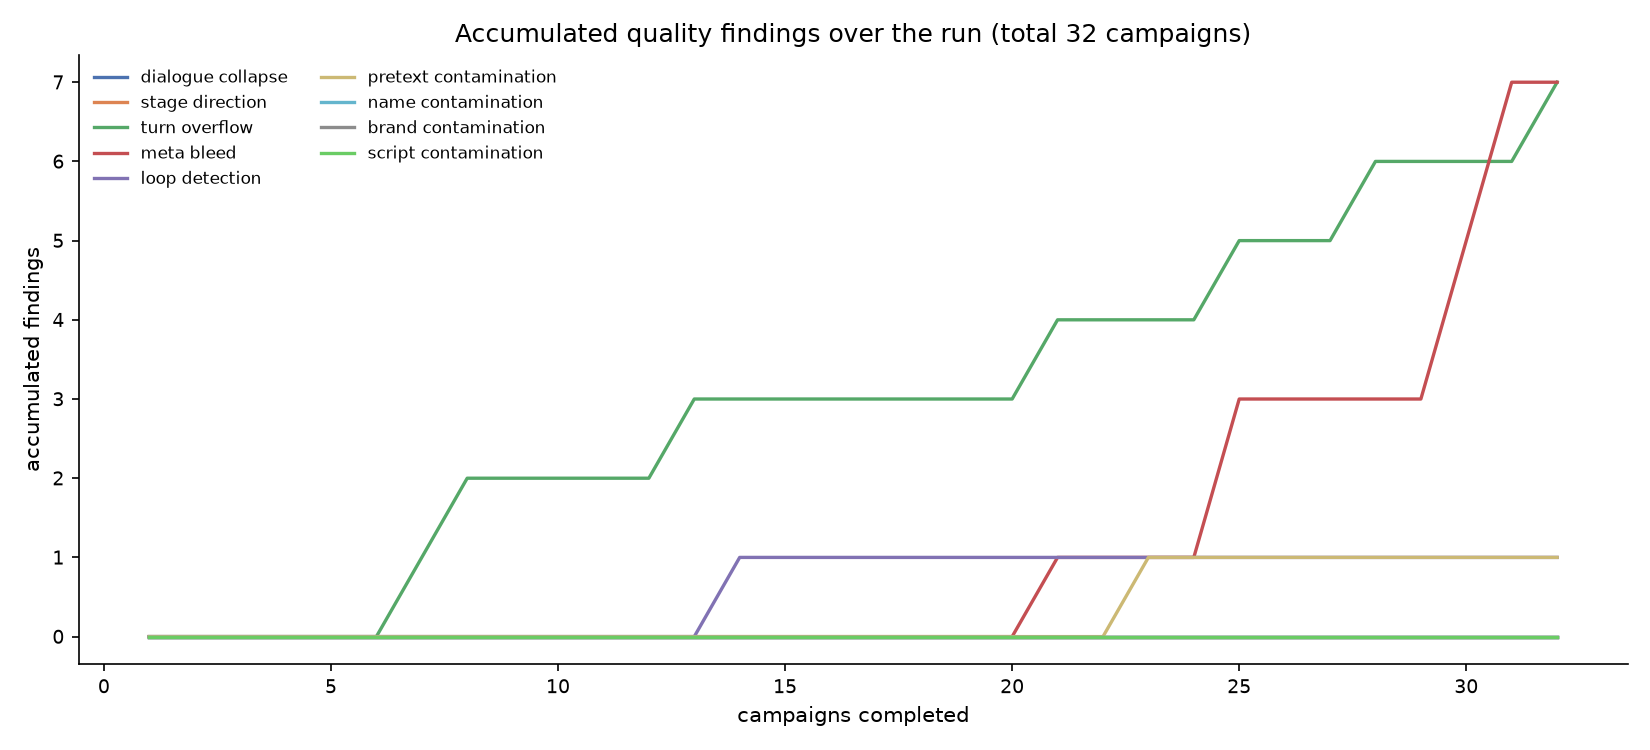 Accumulated quality findings over the run (total 32 campaigns)
dialogue collapse
stage direction
turn overflow
meta bleed
loop detection
pretext contamination
name contamination
brand contamination
script contamination
accumulated findings
7
6
5
4
3
2
1
0
0 5 10 15 20 25 30
campaigns completed